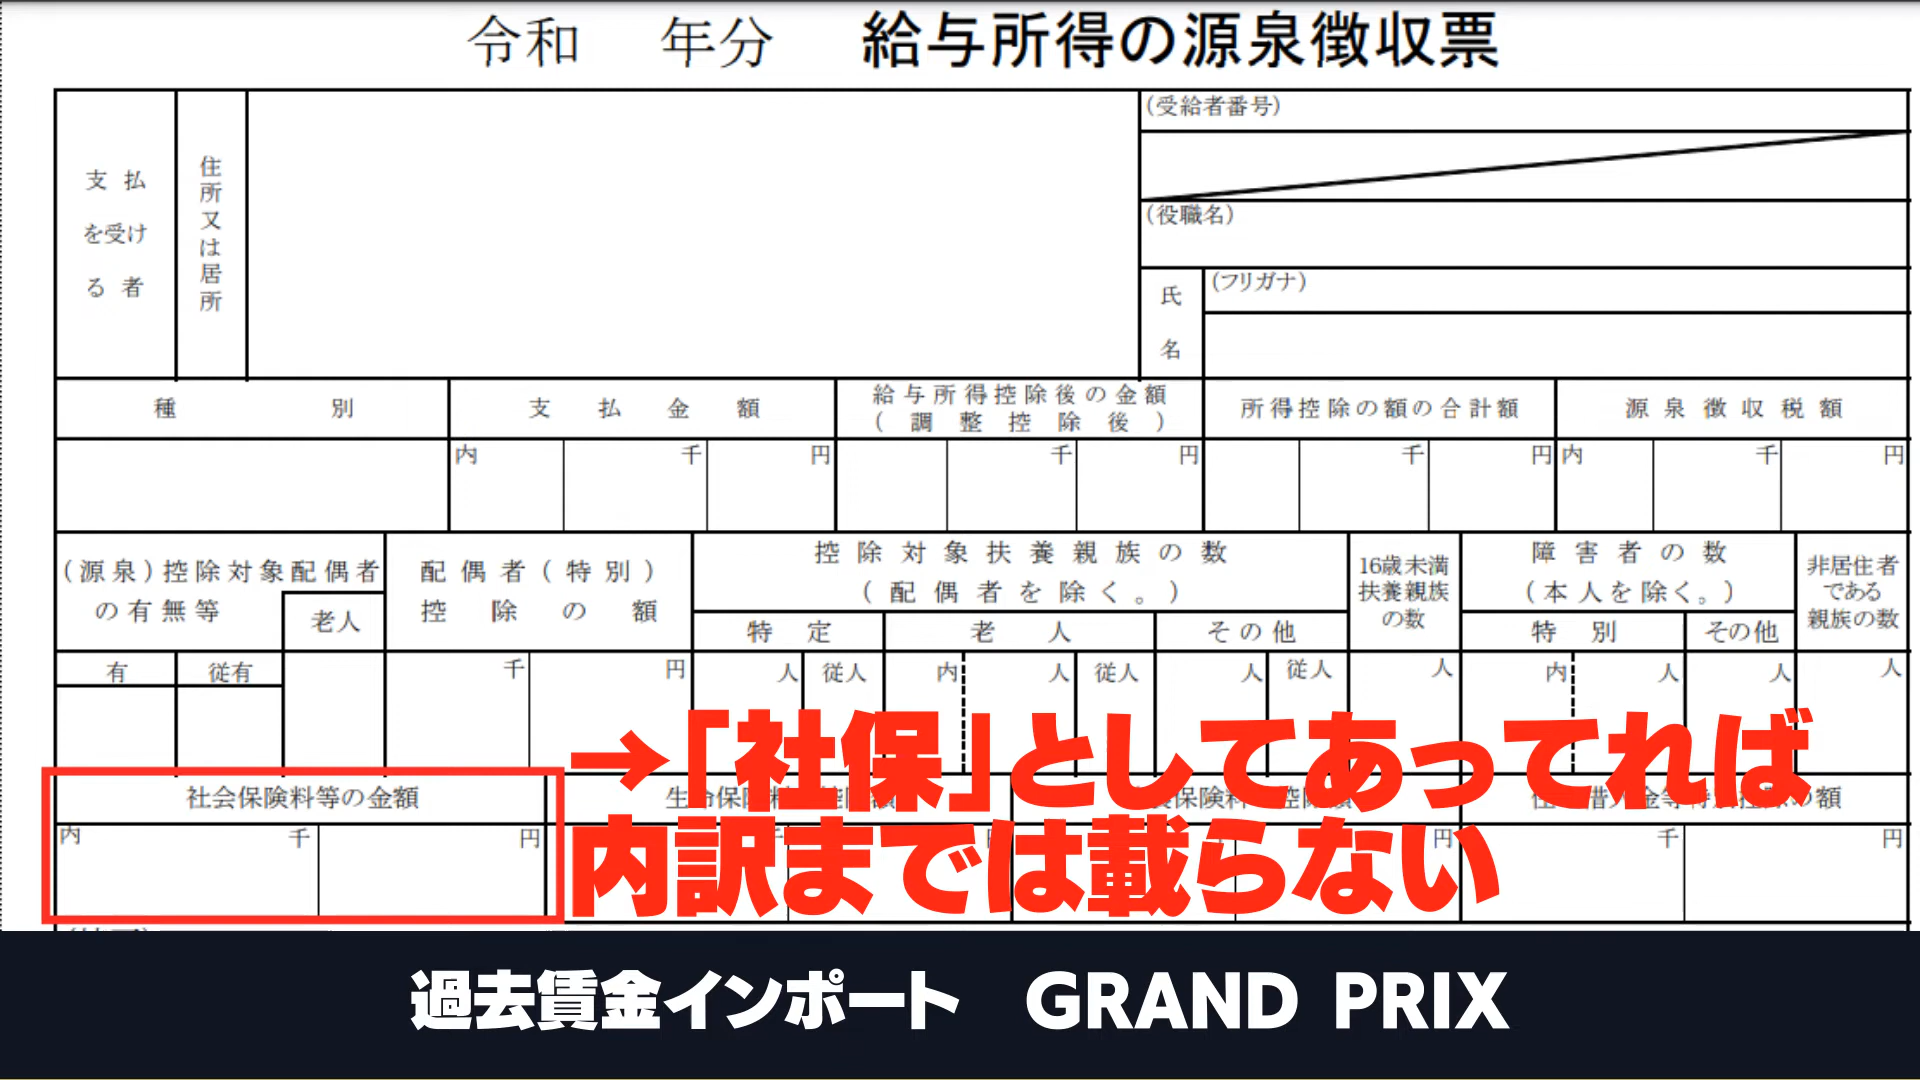 令和　年分　給与所得の源泉徴収票
支払を受ける者
住所又は居所
(受給者番号)
(役職名)
氏名
(フリガナ)
種別
支払金額
給与所得控除後の金額
(調整控除後)
所得控除の額の合計額
源泉徴収税額
内　千　円　千　円　千　円　内　千　円
(源泉)控除対象配偶者
の有無等
老人
配偶者(特別)
控除の額
控除対象扶養親族の数
(配偶者を除く。)
特定　老人　その他
16歳未満
扶養親族
の数
障害者の数
(本人を除く。)
特別　その他
非居住者
である
親族の数
有　従有　千　円　人　従人　内　人　従人　人　従人　人　内　人　人　人
→「社保」としてあってれば
内訳までは載らない
社会保険料等の金額
内　千　円　円　千　円
過去賃金インポート　GRAND PRIX